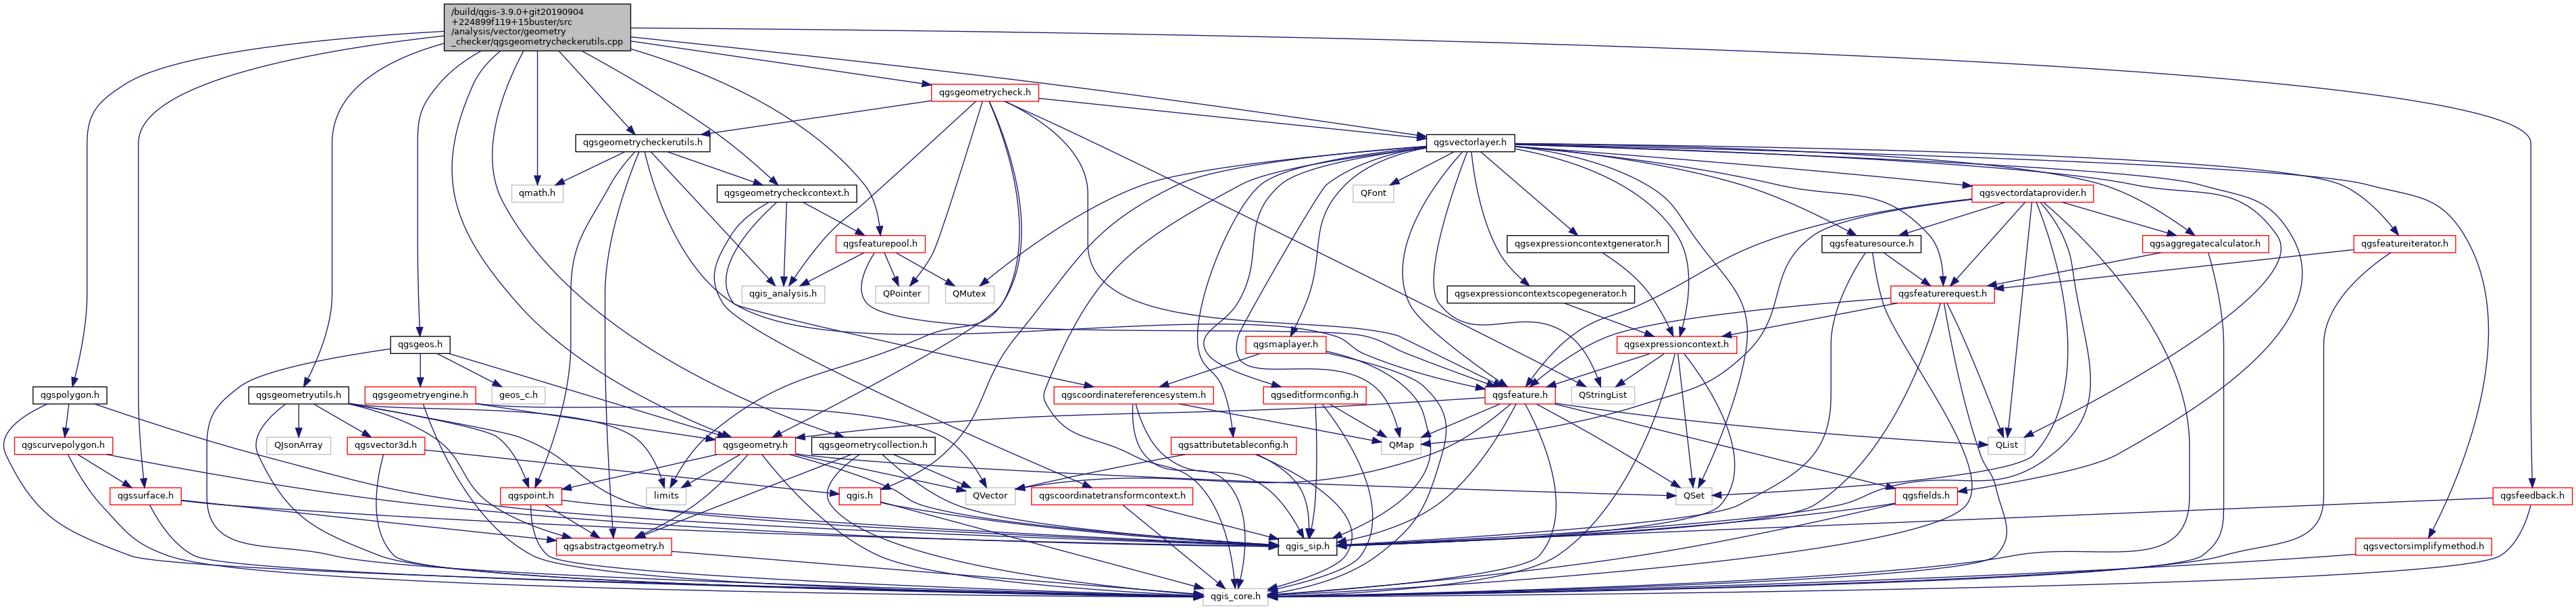 /build/qgis-3.9.0+git20190904
+224899f119+15buster/src
/analysis/vector/geometry
_checker/qgsgeometrycheckerutils.cpp
qgsgeometrycheck.h
qgsgeometrycheckerutils.h
qgsvectorlayer.h
qmath.h
qgsgeometrycheckcontext.h
QFont
qgsvectordataprovider.h
qgsfeaturepool.h
qgsexpressioncontextgenerator.h
qgsfeaturesource.h
qgsaggregatecalculator.h
qgsfeatureiterator.h
qgis_analysis.h
QPointer
QMutex
qgsexpressioncontextscopegenerator.h
qgsfeaturerequest.h
qgsgeos.h
qgsmaplayer.h
qgsexpressioncontext.h
qgspolygon.h
qgsgeometryutils.h
qgsgeometryengine.h
geos_c.h
qgscoordinatereferencesystem.h
qgseditformconfig.h
qgsfeature.h
QStringList
qgscurvepolygon.h
QJsonArray
qgsvector3d.h
qgsgeometry.h
qgsgeometrycollection.h
qgsattributetableconfig.h
QMap
QList
qgssurface.h
qgspoint.h
limits
qgis.h
QVector
qgscoordinatetransformcontext.h
QSet
qgsfields.h
qgsfeedback.h
qgsabstractgeometry.h
qgis_sip.h
qgsvectorsimplifymethod.h
qgis_core.h